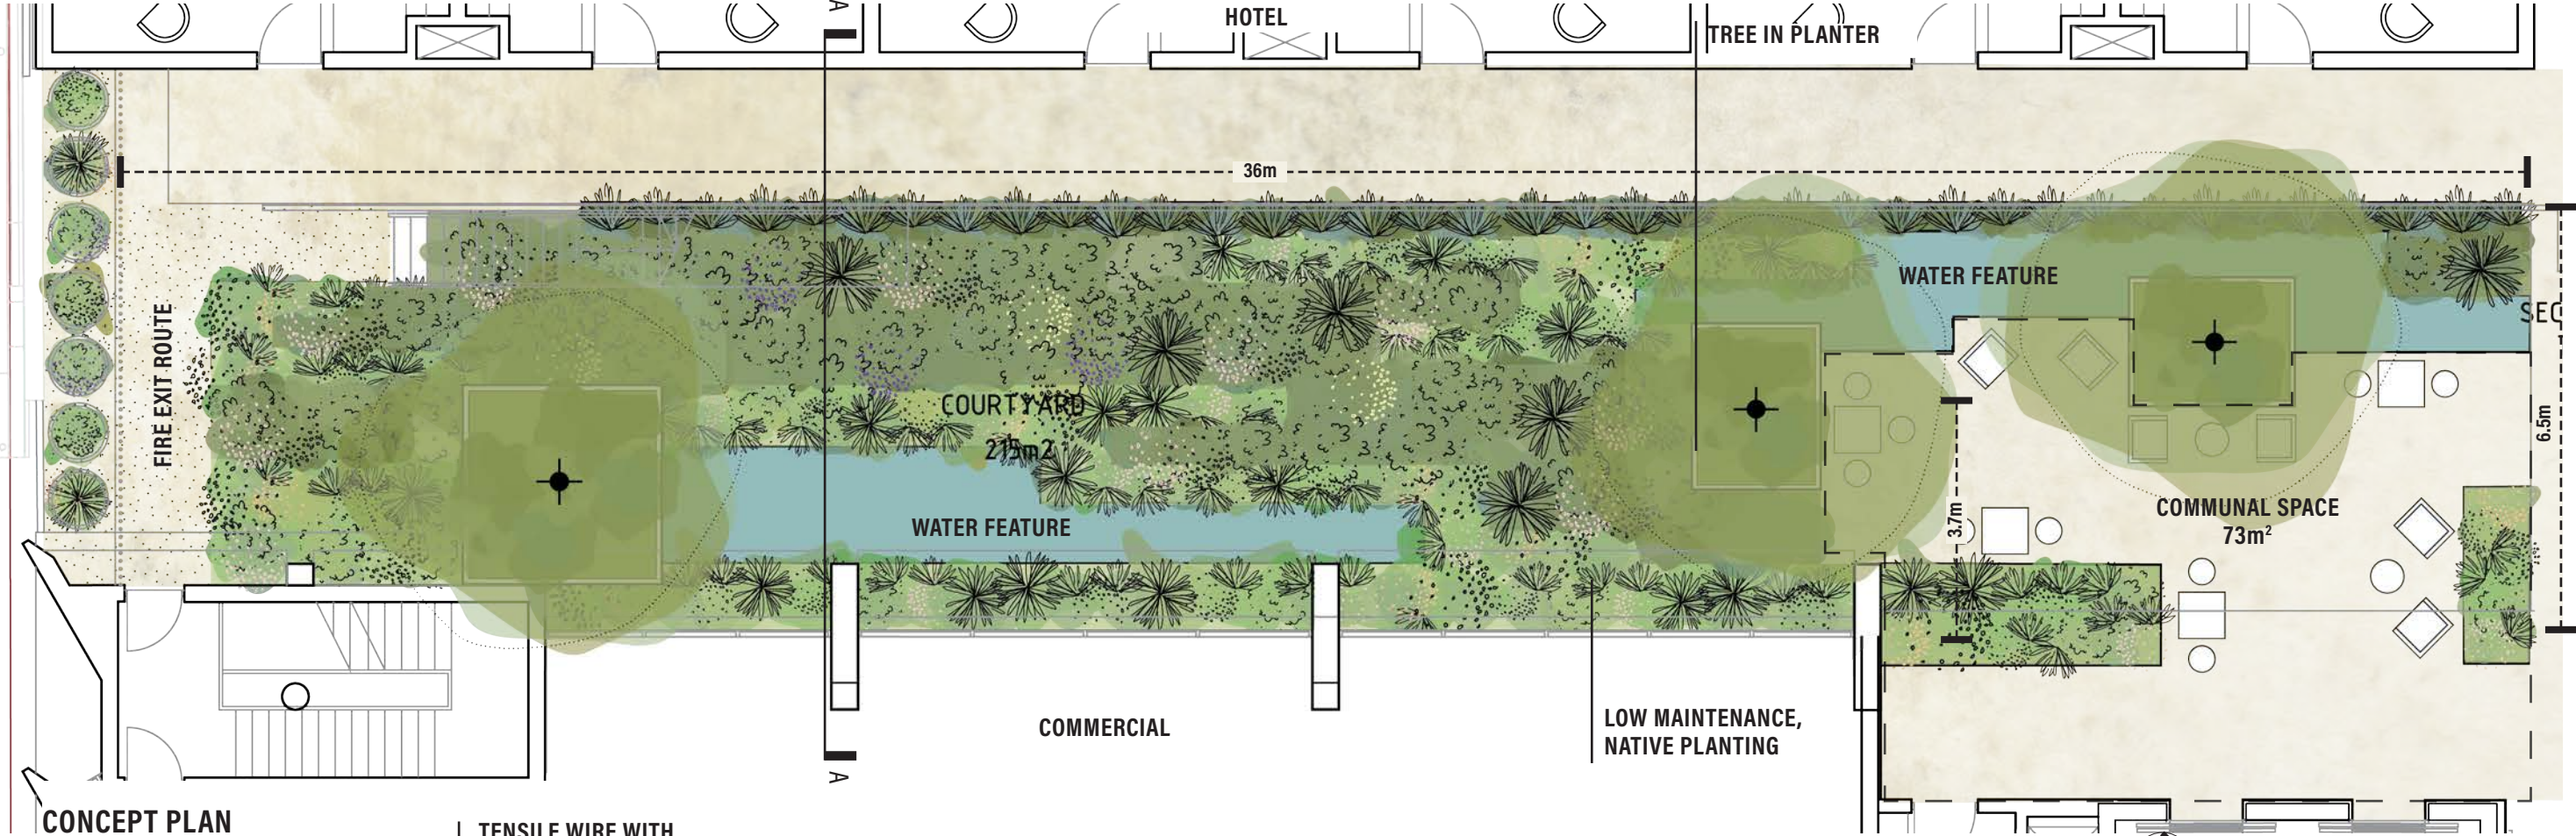 A
HOTEL
TREE IN PLANTER
36m
WATER FEATURE
SEC
FIRE EXIT ROUTE
COURTYARD
215m2
6.5m
3.7m
COMMUNAL SPACE
73m²
WATER FEATURE
COMMERCIAL
LOW MAINTENANCE,
NATIVE PLANTING
A
CONCEPT PLAN
TENSILE WIRE WITH